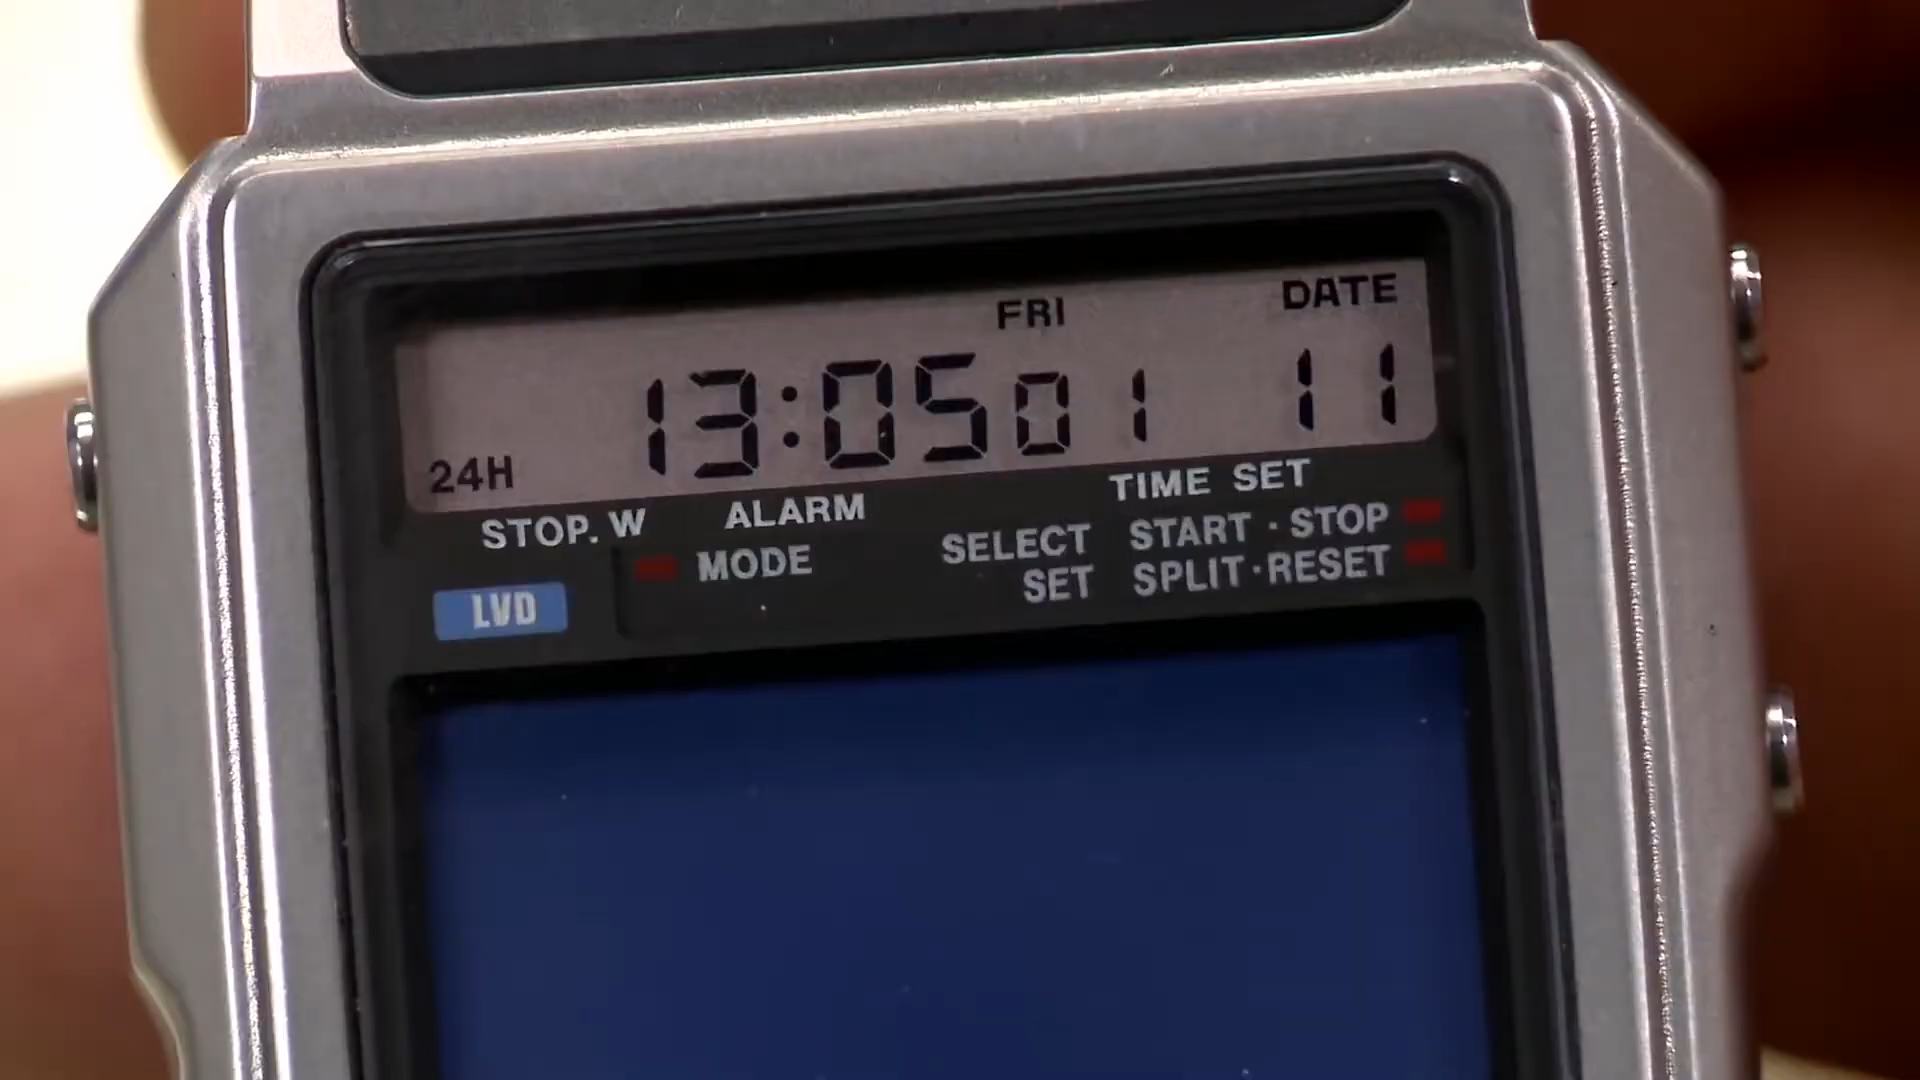 FRI DATE
24H 13:05 01 11
STOP.W ALARM TIME SET
MODE SELECT START·STOP
SET SPLIT·RESET
LVD